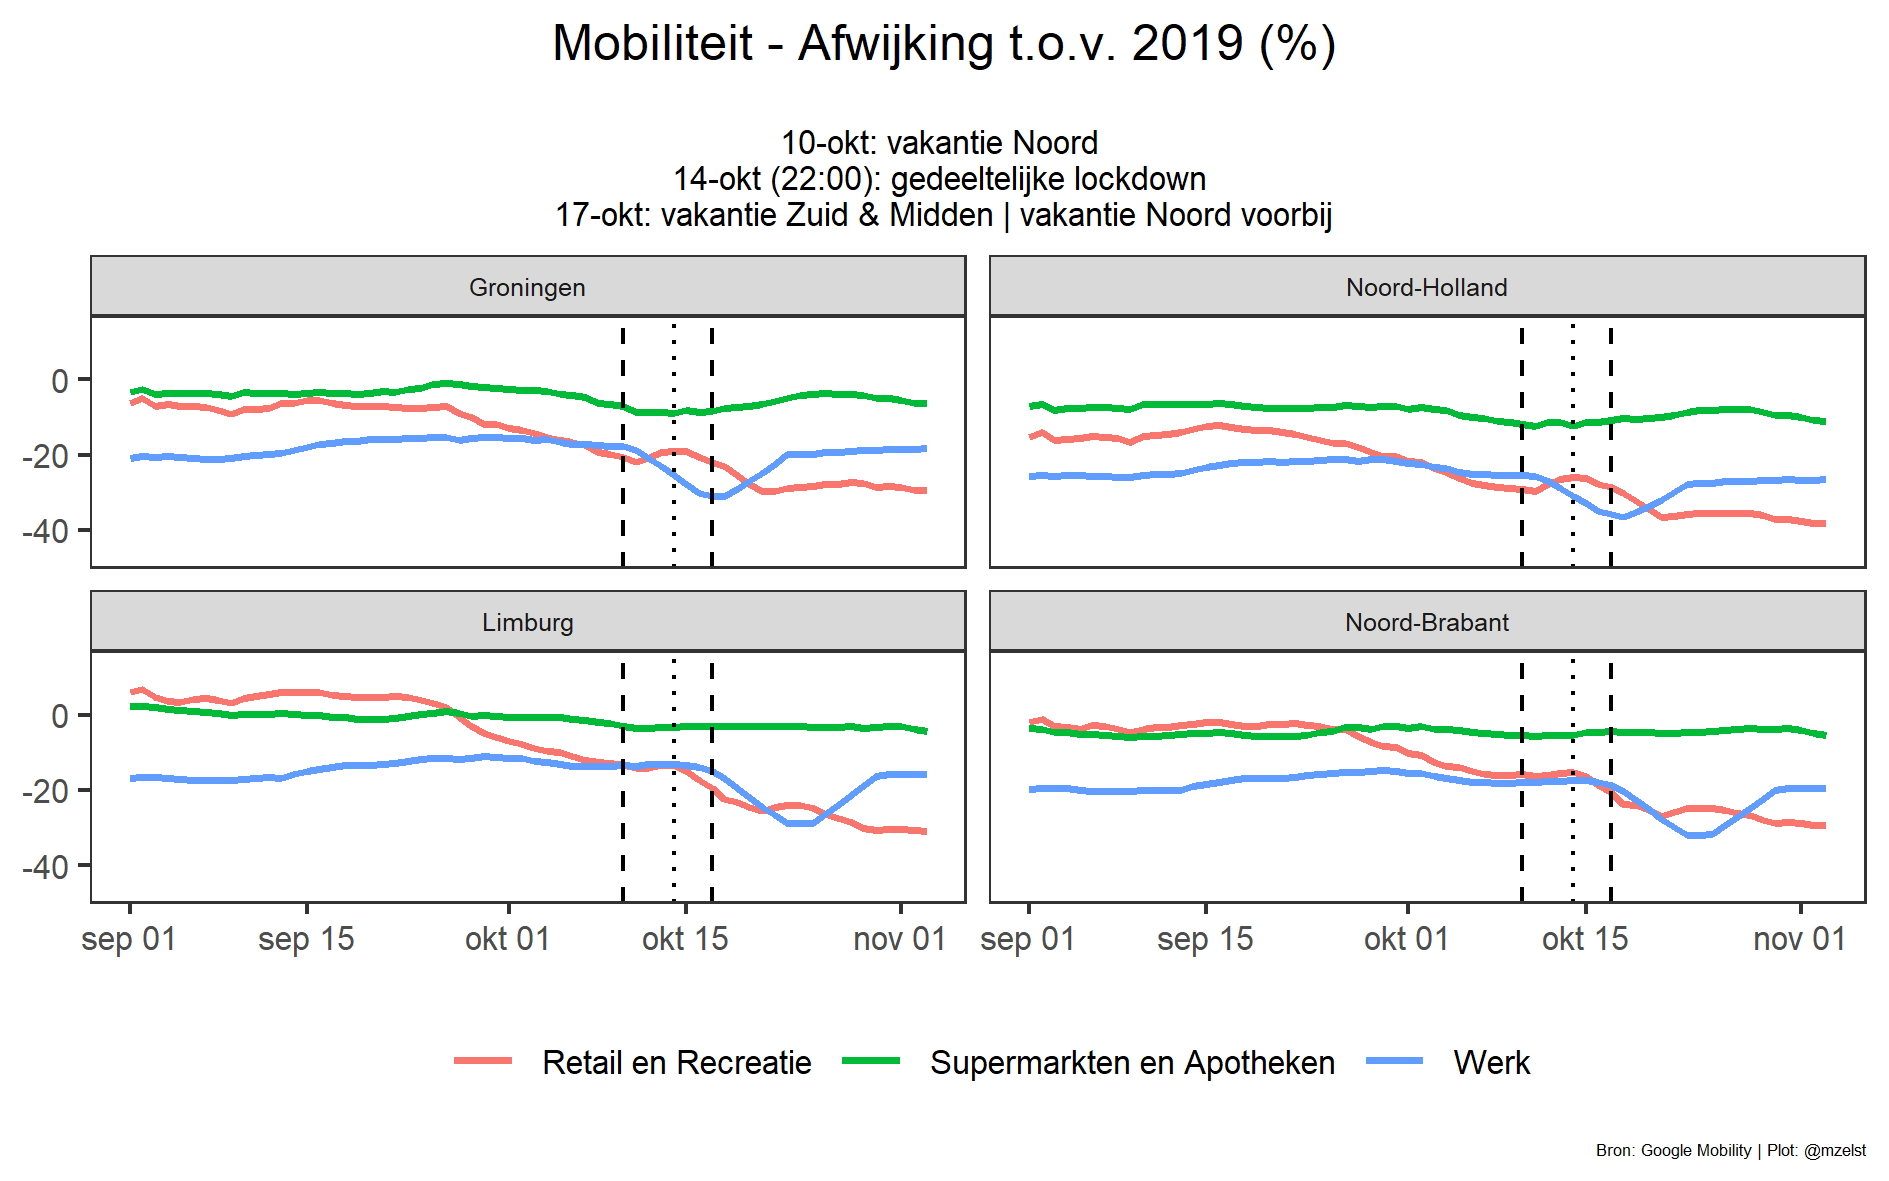 Mobiliteit - Afwijking t.o.v. 2019 (%)
10-okt: vakantie Noord
14-okt (22:00): gedeeltelijke lockdown
17-okt: vakantie Zuid & Midden | vakantie Noord voorbij
Groningen
Noord-Holland
0
-20
-40
Limburg
Noord-Brabant
0
-20
-40
sep 01 sep 15 okt 01 okt 15 nov 01
sep 01 sep 15 okt 01 okt 15 nov 01
Retail en Recreatie Supermarkten en Apotheken Werk
Bron: Google Mobility | Plot: @mzelst